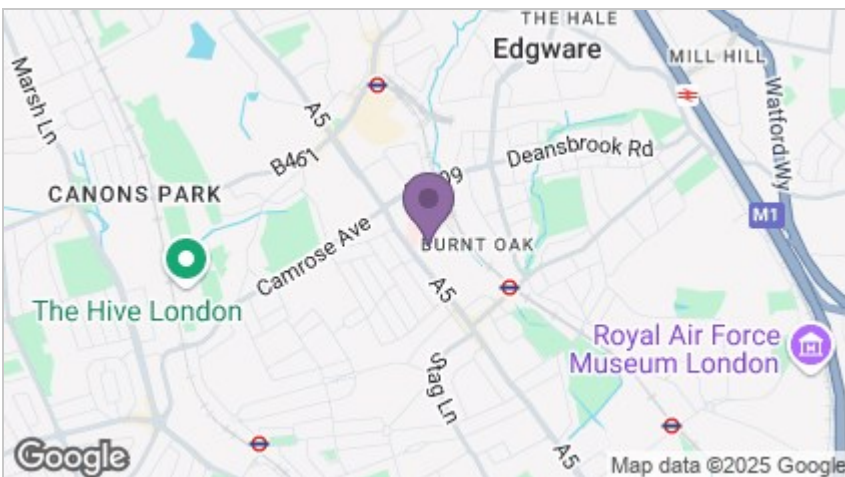 THE HALE
Edgware
MILL HILL
Marsh Ln
A5
Watford Wy
B461
Deansbrook Rd
CANONS PARK
M1
Camrose Ave
BURNT OAK
The Hive London
A5
Royal Air Force
Museum London
Stag Ln
A5
Google
Map data ©2025 Google